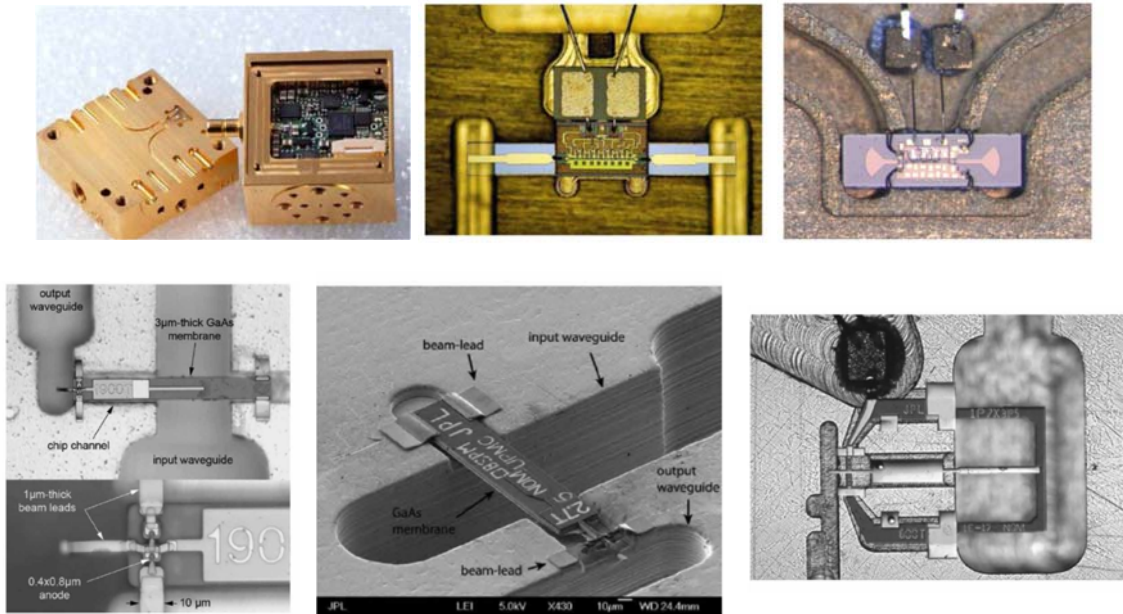 output
waveguide
3µm-thick GaAs
membrane
1900T
chip channel
input waveguide
1µm-thick
beam leads
190
0.4x0.8µm
anode
10 µm
beam-lead
input waveguide
JPL
output
waveguide
GaAs
membrane
beam-lead
JPL LEI 5.0kV X430 10µm WD 24.4mm
JPL